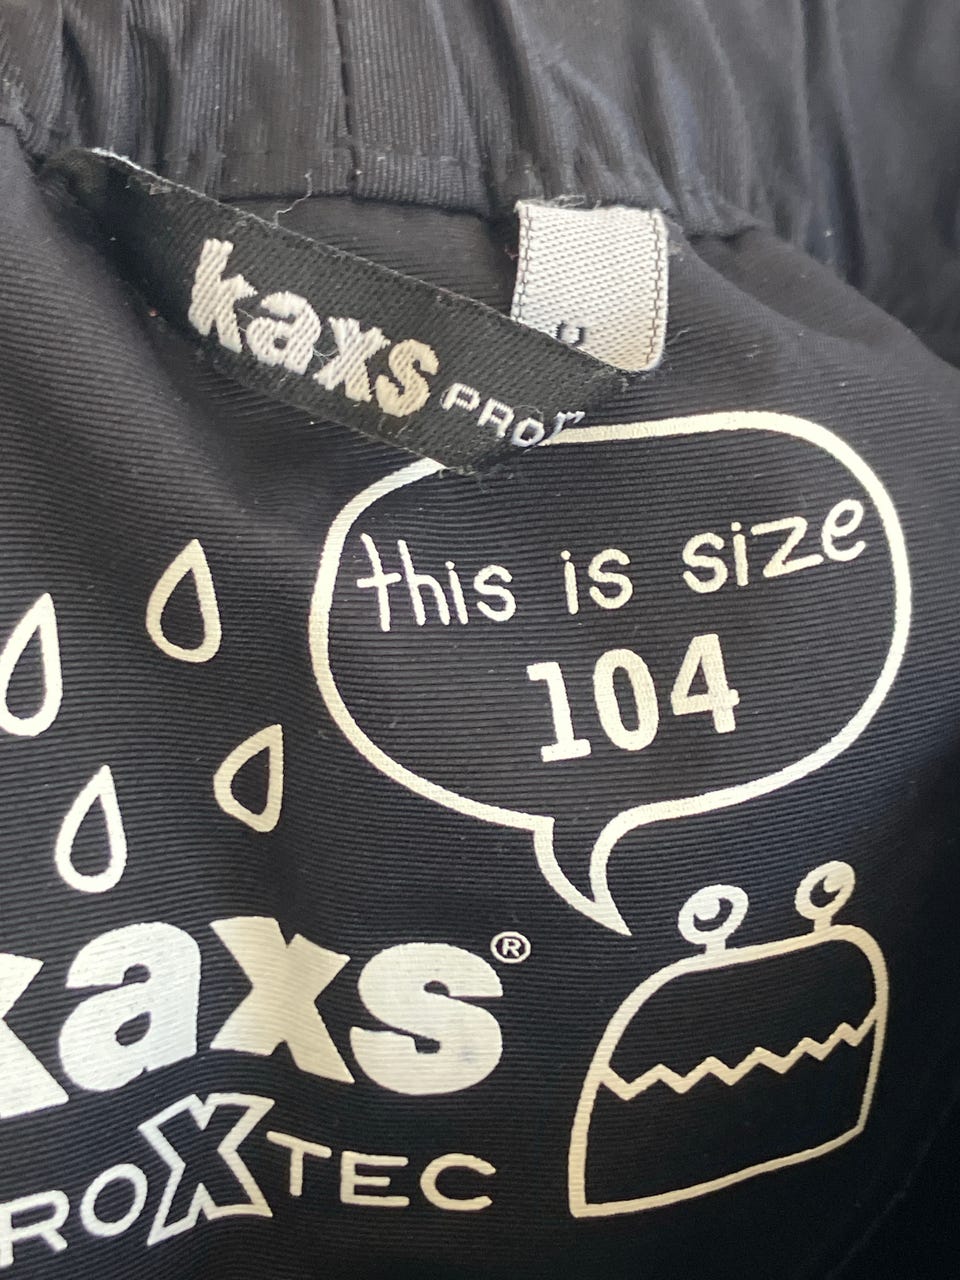 kaxs PRO
this is size
104
kaxs®
ROXTEC